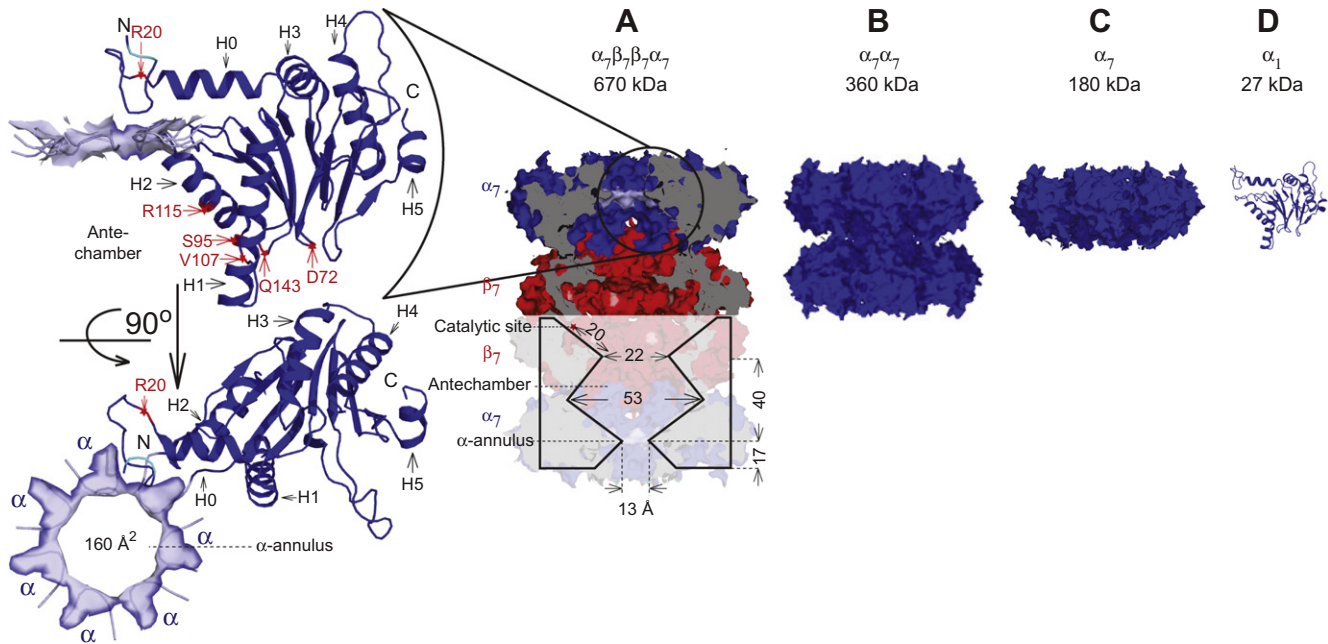 A
α7β7β7α7
670 kDa
B
α7α7
360 kDa
C
α7
180 kDa
D
α1
27 kDa
N
R20
H0
H3
H4
C
H2
H5
R115
Ante-
chamber
S95
V107
H1
Q143
D72
90°
H3
H4
R20
H2
C
N
H0
H1
H5
α
α
α
α
α
α
α
160 Å2
α-annulus
α7
β7
Catalytic site
20
β7
22
Antechamber
53
40
α7
α-annulus
17
13 Å